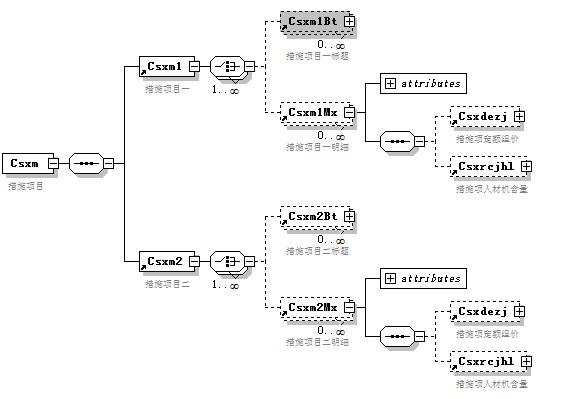 Csxm1Bt
0..∞
措施项目一标题
Csxm1
措施项目一
1..∞
Csxm1Mx
0..∞
措施项目一明细
attributes
Csxdezj
措施项定额组价
Csxrcjhl
措施项人材机含量
Csxm
措施项目
Csxm2Bt
0..∞
措施项目二标题
Csxm2
措施项目二
1..∞
Csxm2Mx
0..∞
措施项目二明细
attributes
Csxdezj
措施项定额组价
Csxrcjhl
措施项人材机含量